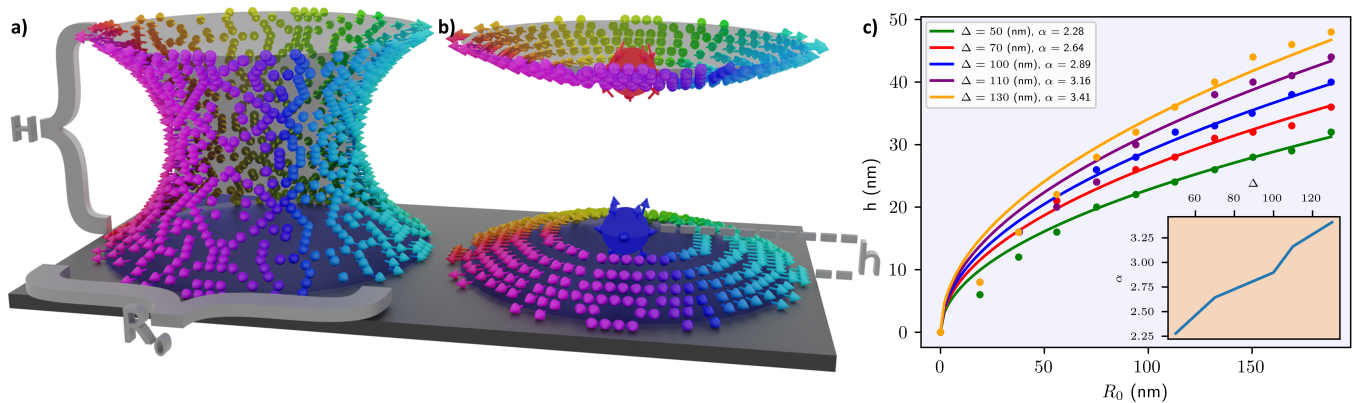 a)
H
R₀
b)
h
c)
h (nm)
50
40
30
20
10
0
Δ = 50 (nm), α = 2.28
Δ = 70 (nm), α = 2.64
Δ = 100 (nm), α = 2.89
Δ = 110 (nm), α = 3.16
Δ = 130 (nm), α = 3.41
Δ
60 80 100 120
α
3.25
3.00
2.75
2.50
2.25
0 50 100 150
R₀ (nm)